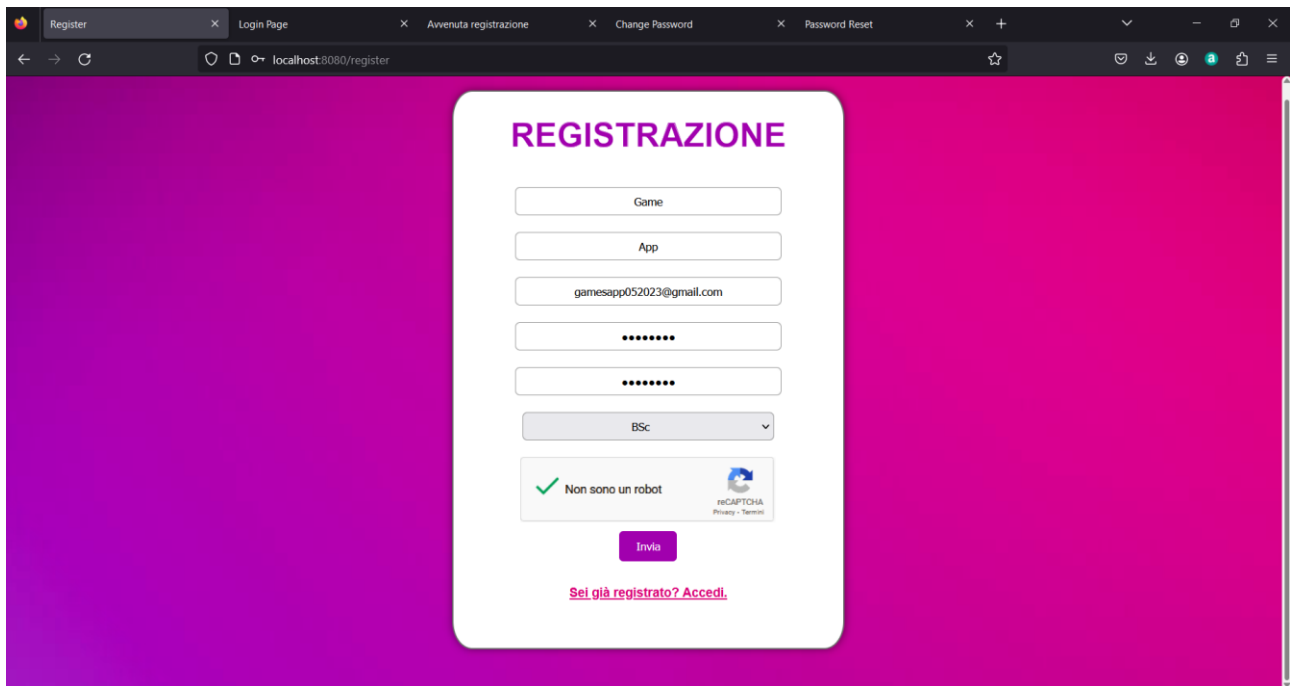 Register
Login Page
Avvenuta registrazione
Change Password
Password Reset
localhost:8080/register
a
REGISTRAZIONE
Game
App
gamesapp052023@gmail.com
••••••••
••••••••
BSc
Non sono un robot
reCAPTCHA
Privacy - Termini
Invia
Sei già registrato? Accedi.